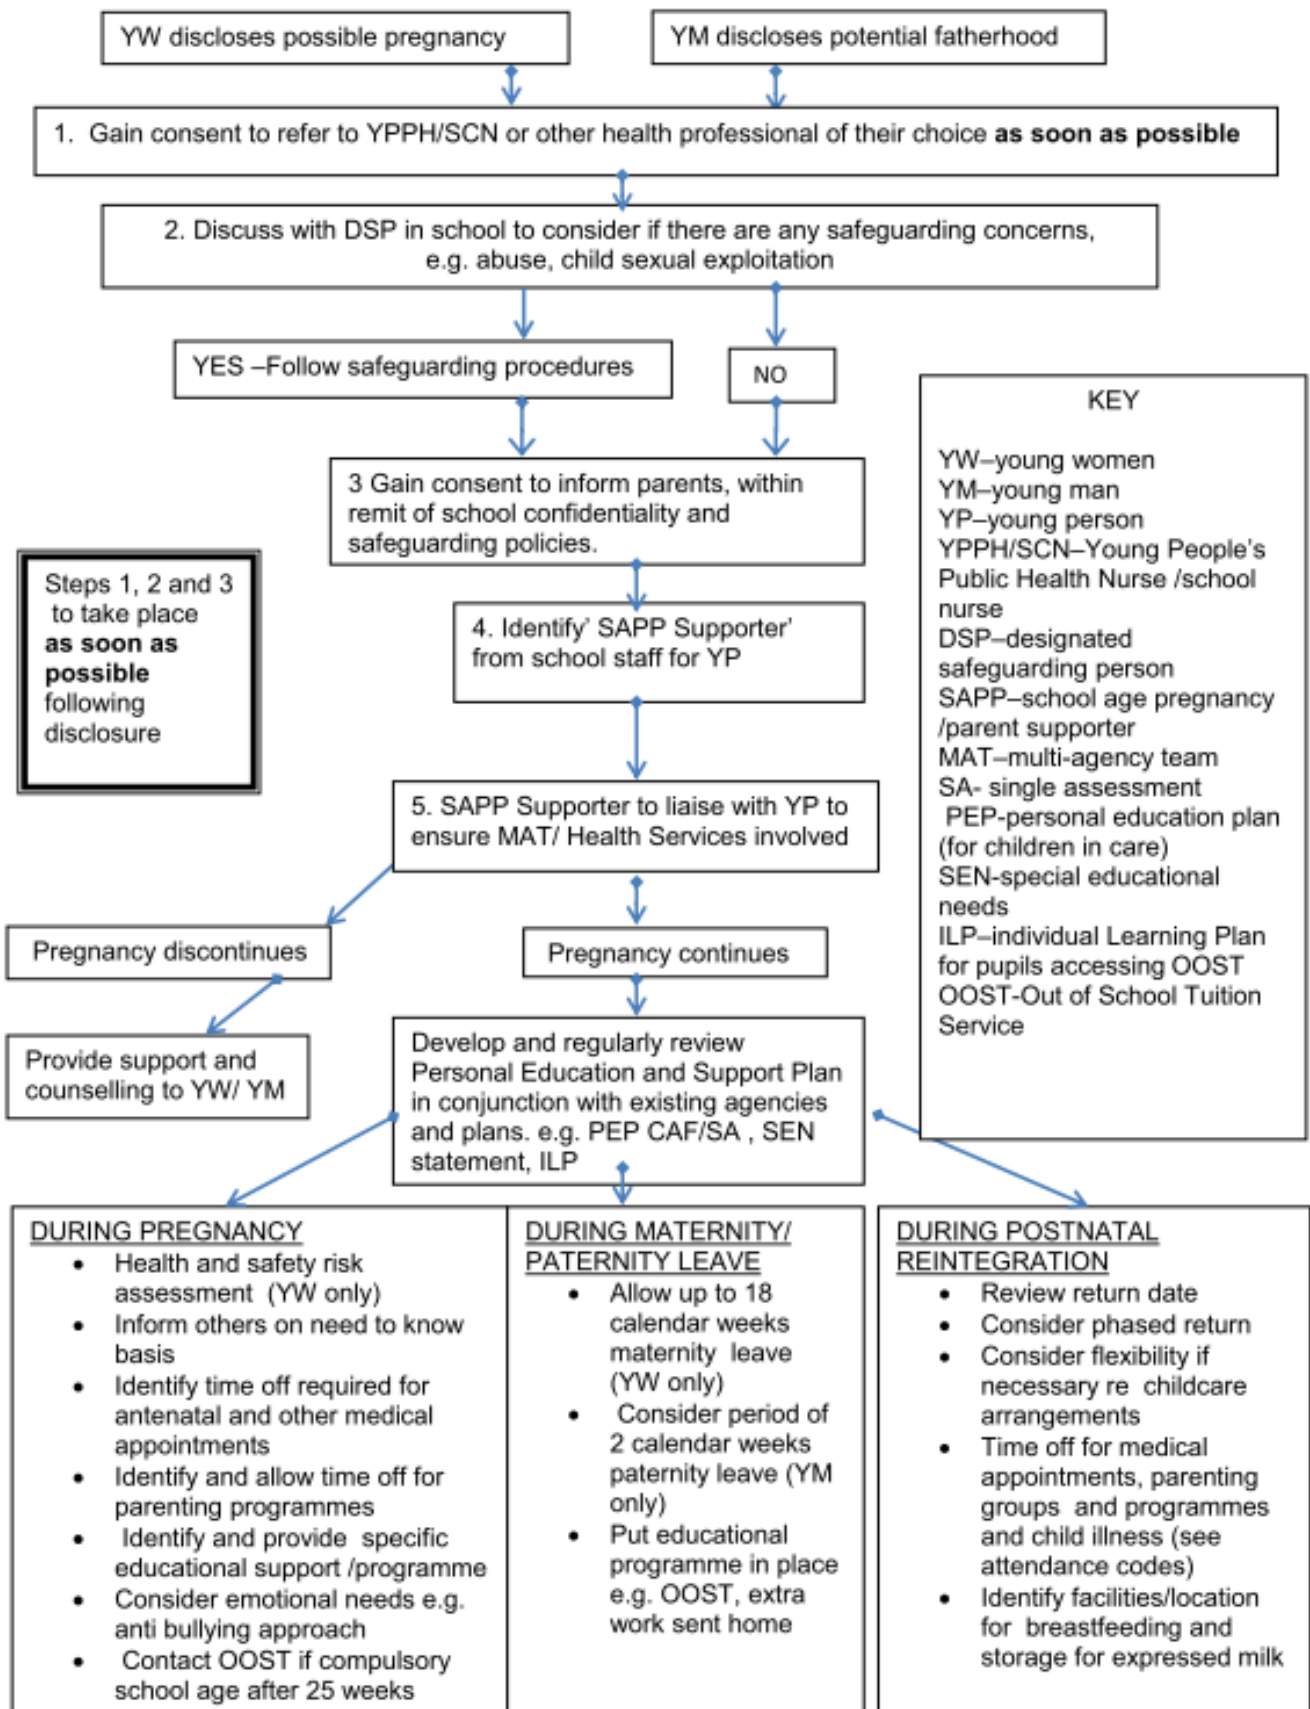 YW discloses possible pregnancy
YM discloses potential fatherhood
1. Gain consent to refer to YPPH/SCN or other health professional of their choice as soon as possible
2. Discuss with DSP in school to consider if there are any safeguarding concerns,
e.g. abuse, child sexual exploitation
YES –Follow safeguarding procedures
NO
3 Gain consent to inform parents, within
remit of school confidentiality and
safeguarding policies.
Steps 1, 2 and 3
to take place
as soon as
possible
following
disclosure
4. Identify’ SAPP Supporter’
from school staff for YP
5. SAPP Supporter to liaise with YP to
ensure MAT/ Health Services involved
Pregnancy discontinues
Pregnancy continues
Provide support and
counselling to YW/ YM
Develop and regularly review
Personal Education and Support Plan
in conjunction with existing agencies
and plans. e.g. PEP CAF/SA , SEN
statement, ILP
KEY
YW–young women
YM–young man
YP–young person
YPPH/SCN–Young People’s
Public Health Nurse /school
nurse
DSP–designated
safeguarding person
SAPP–school age pregnancy
/parent supporter
MAT–multi-agency team
SA- single assessment
PEP-personal education plan
(for children in care)
SEN-special educational
needs
ILP–individual Learning Plan
for pupils accessing OOST
OOST-Out of School Tuition
Service
DURING PREGNANCY
• Health and safety risk
assessment (YW only)
• Inform others on need to know
basis
• Identify time off required for
antenatal and other medical
appointments
• Identify and allow time off for
parenting programmes
• Identify and provide specific
educational support /programme
• Consider emotional needs e.g.
anti bullying approach
• Contact OOST if compulsory
school age after 25 weeks
DURING MATERNITY/
PATERNITY LEAVE
• Allow up to 18
calendar weeks
maternity leave
(YW only)
• Consider period of
2 calendar weeks
paternity leave (YM
only)
• Put educational
programme in place
e.g. OOST, extra
work sent home
DURING POSTNATAL
REINTEGRATION
• Review return date
• Consider phased return
• Consider flexibility if
necessary re childcare
arrangements
• Time off for medical
appointments, parenting
groups and programmes
and child illness (see
attendance codes)
• Identify facilities/location
for breastfeeding and
storage for expressed milk